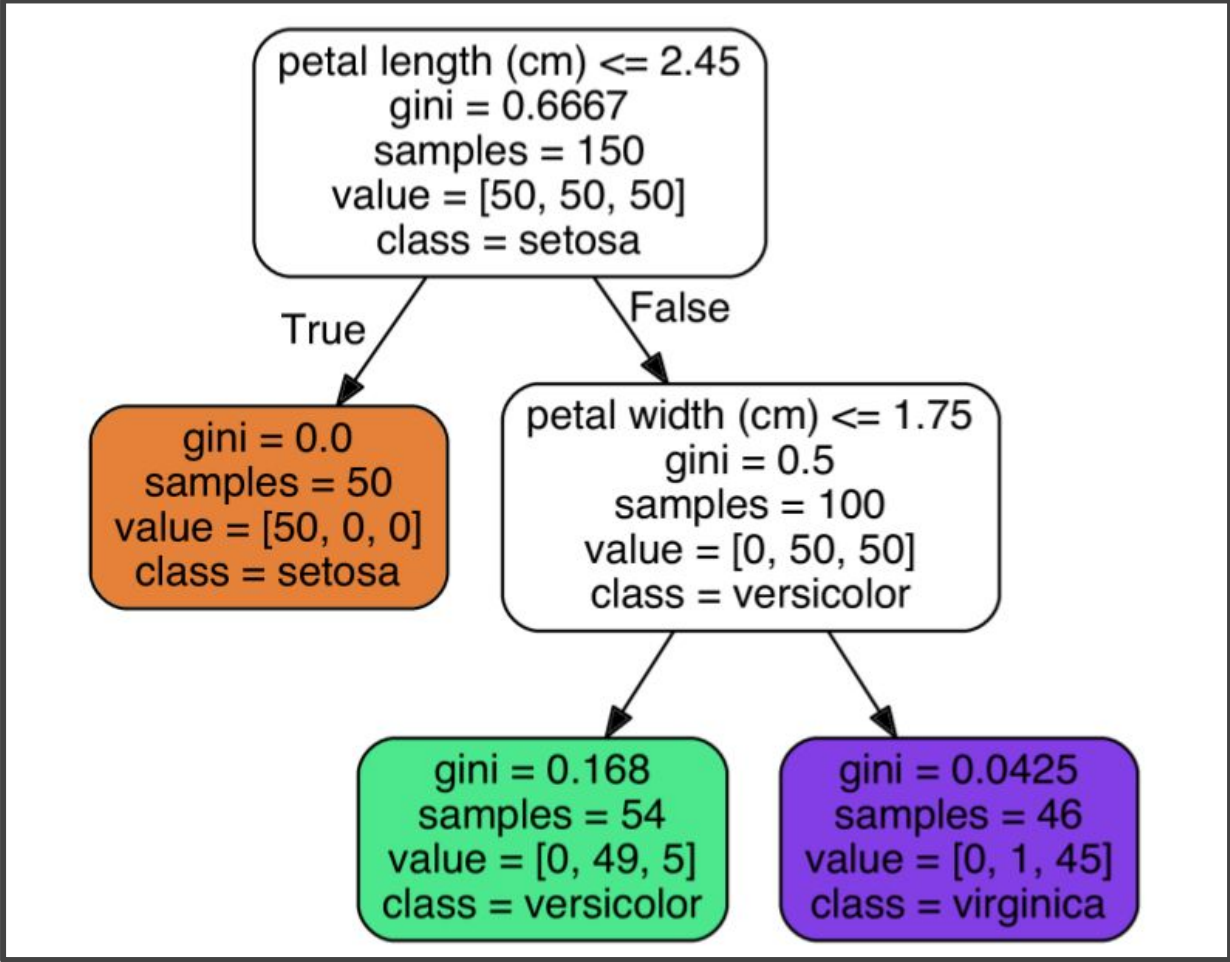 petal length (cm) <= 2.45
gini = 0.6667
samples = 150
value = [50, 50, 50]
class = setosa
True
False
gini = 0.0
samples = 50
value = [50, 0, 0]
class = setosa
petal width (cm) <= 1.75
gini = 0.5
samples = 100
value = [0, 50, 50]
class = versicolor
gini = 0.168
samples = 54
value = [0, 49, 5]
class = versicolor
gini = 0.0425
samples = 46
value = [0, 1, 45]
class = virginica